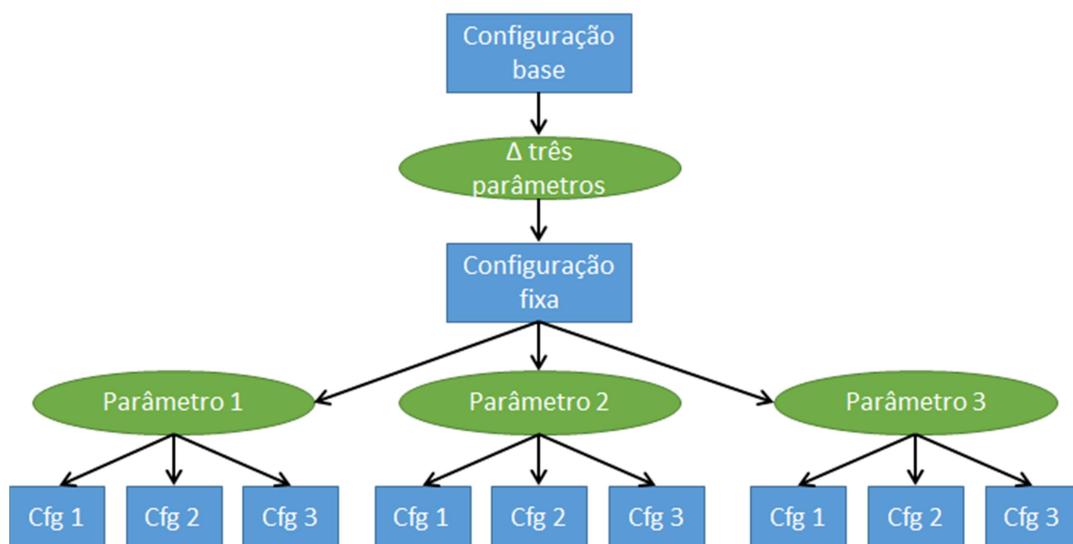 Configuração
base
Δ três
parâmetros
Configuração
fixa
Parâmetro 1
Parâmetro 2
Parâmetro 3
Cfg 1
Cfg 2
Cfg 3
Cfg 1
Cfg 2
Cfg 3
Cfg 1
Cfg 2
Cfg 3